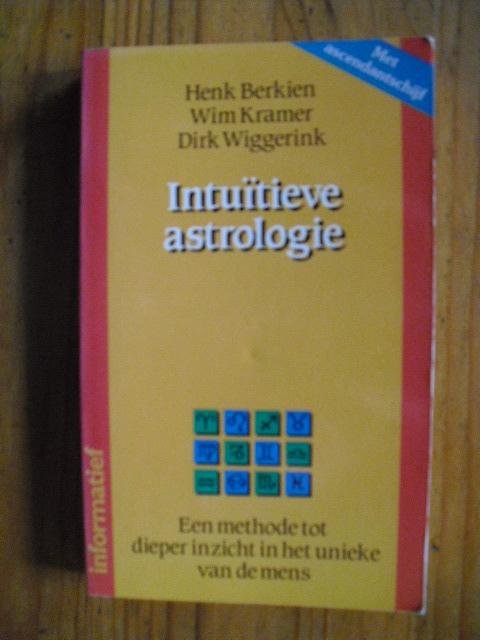 Met
ascendantschijf
Henk Berkien
Wim Kramer
Dirk Wiggerink
Intuïtieve
astrologie
informatief
Een methode tot
dieper inzicht in het unieke
van de mens